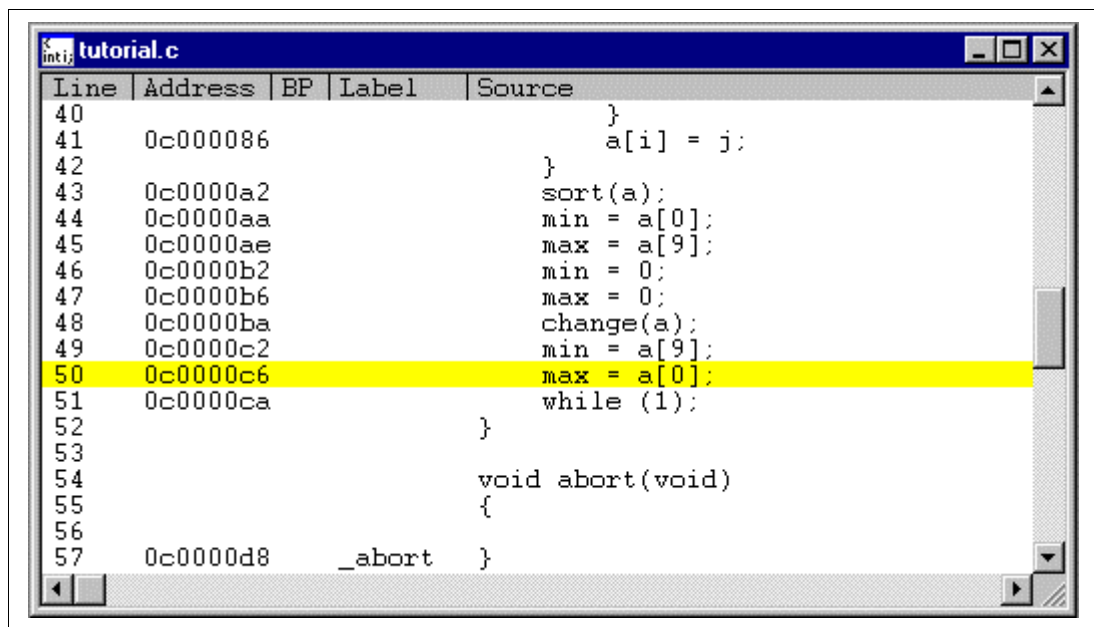 inti; tutorial.c
Line Address BP Label Source
40 }
41 0c000086 a[i] = j;
42 }
43 0c0000a2 sort(a);
44 0c0000aa min = a[0];
45 0c0000ae max = a[9];
46 0c0000b2 min = 0;
47 0c0000b6 max = 0;
48 0c0000ba change(a);
49 0c0000c2 min = a[9];
50 0c0000c6 max = a[0];
51 0c0000ca while (1);
52 }
53
54 void abort(void)
55 {
56
57 0c0000d8 _abort }